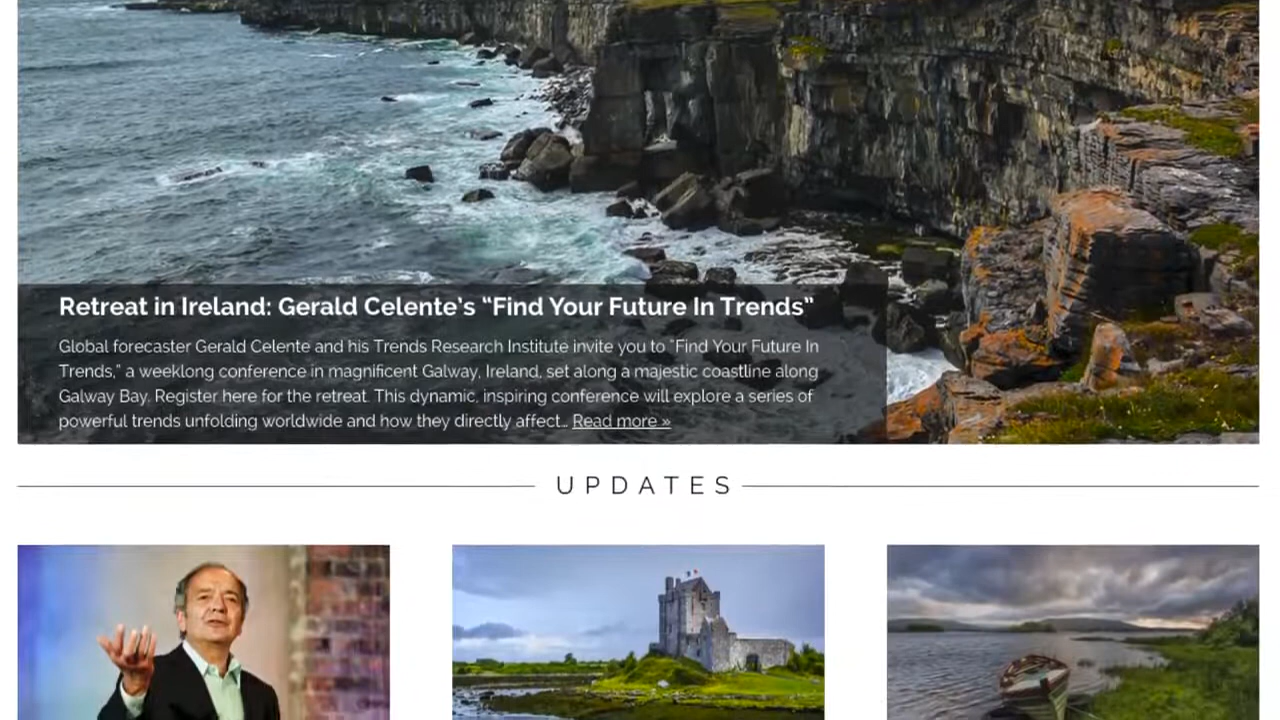 Retreat in Ireland: Gerald Celente’s “Find Your Future In Trends”
Global forecaster Gerald Celente and his Trends Research Institute invite you to “Find Your Future In
Trends,” a weeklong conference in magnificent Galway, Ireland, set along a majestic coastline along
Galway Bay. Register here for the retreat. This dynamic, inspiring conference will explore a series of
powerful trends unfolding worldwide and how they directly affect… Read more »
UPDATES